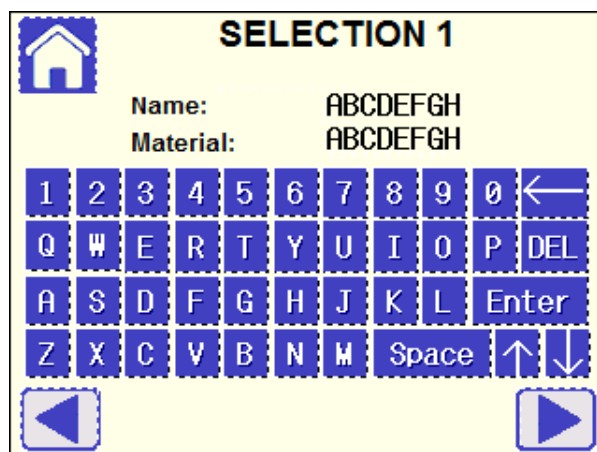 SELECTION 1
Name: ABCDEFGH
Material: ABCDEFGH
1 2 3 4 5 6 7 8 9 0
Q W E R T Y U I O P DEL
A S D F G H J K L Enter
Z X C V B N M Space